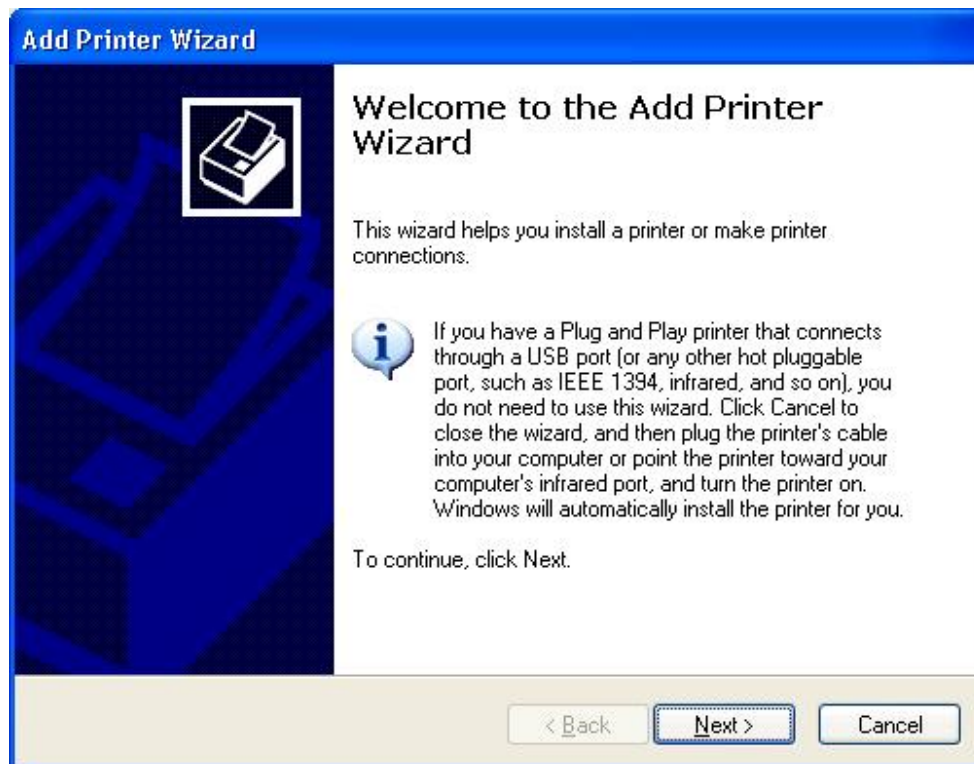 Add Printer Wizard
Welcome to the Add Printer
Wizard
This wizard helps you install a printer or make printer
connections.
If you have a Plug and Play printer that connects
through a USB port (or any other hot pluggable
port, such as IEEE 1394, infrared, and so on), you
do not need to use this wizard. Click Cancel to
close the wizard, and then plug the printer's cable
into your computer or point the printer toward your
computer's infrared port, and turn the printer on.
Windows will automatically install the printer for you.
To continue, click Next.
< Back Next > Cancel